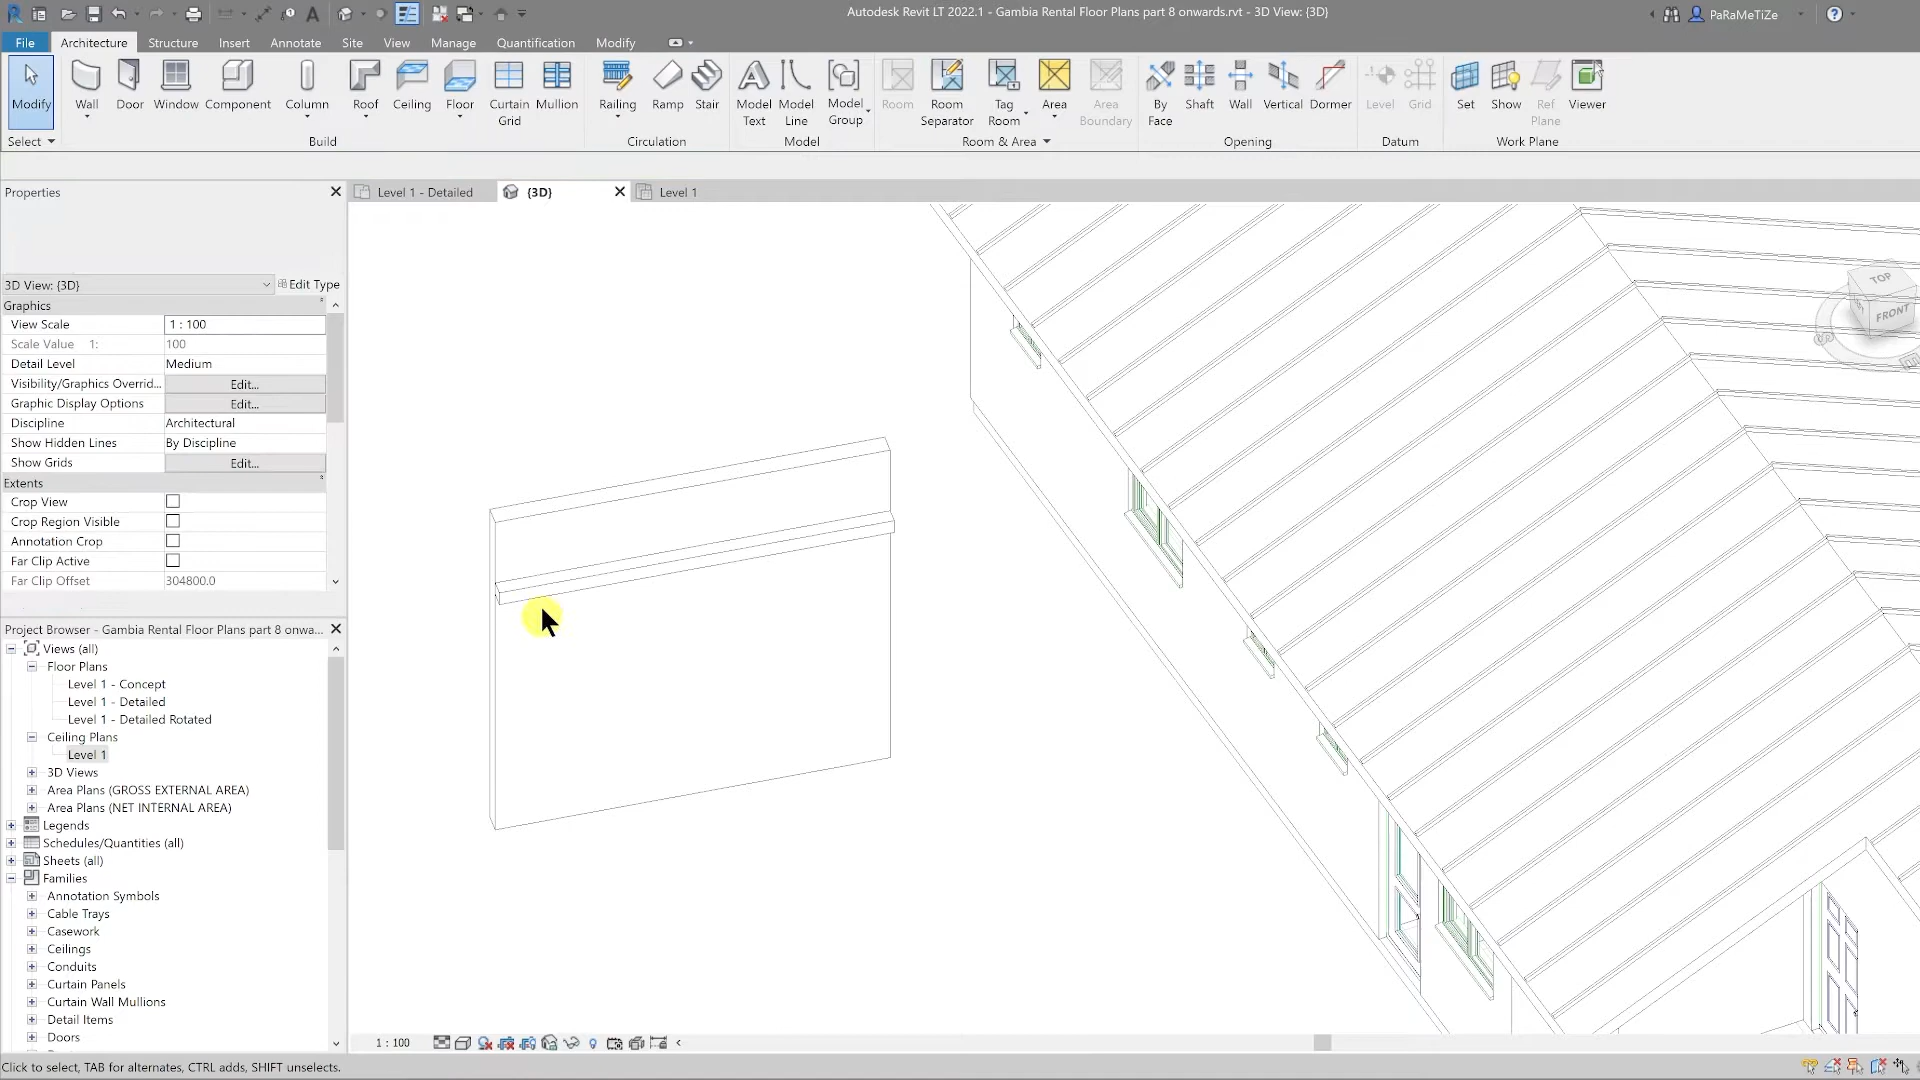 Autodesk Revit LT 2022.1 - Gambia Rental Floor Plans part 8 onwards.rvt - 3D View: {3D}
PaRaMeTiZe
File Architecture Structure Insert Annotate Site View Manage Quantification Modify
Modify Wall Door Window Component Column Roof Ceiling Floor Curtain Grid Mullion Railing Ramp Stair Model Text Model Line Model Group Room Room Separator Tag Room Area Area Boundary By Face Shaft Wall Vertical Dormer Level Grid Set Show Ref Plane Viewer
Select Build Circulation Model Room & Area Opening Datum Work Plane
Properties
Level 1 - Detailed {3D} Level 1
3D View: {3D} Edit Type
Graphics
View Scale 1 : 100
Scale Value 1: 100
Detail Level Medium
Visibility/Graphics Overrid... Edit...
Graphic Display Options Edit...
Discipline Architectural
Show Hidden Lines By Discipline
Show Grids Edit...
Extents
Crop View
Crop Region Visible
Annotation Crop
Far Clip Active
Far Clip Offset 304800.0
TOP
FRONT
Project Browser - Gambia Rental Floor Plans part 8 onwa...
Views (all)
Floor Plans
Level 1 - Concept
Level 1 - Detailed
Level 1 - Detailed Rotated
Ceiling Plans
Level 1
3D Views
Area Plans (GROSS EXTERNAL AREA)
Area Plans (NET INTERNAL AREA)
Legends
Schedules/Quantities (all)
Sheets (all)
Families
Annotation Symbols
Cable Trays
Casework
Ceilings
Conduits
Curtain Panels
Curtain Wall Mullions
Detail Items
Doors
1 : 100
Click to select, TAB for alternates, CTRL adds, SHIFT unselects.